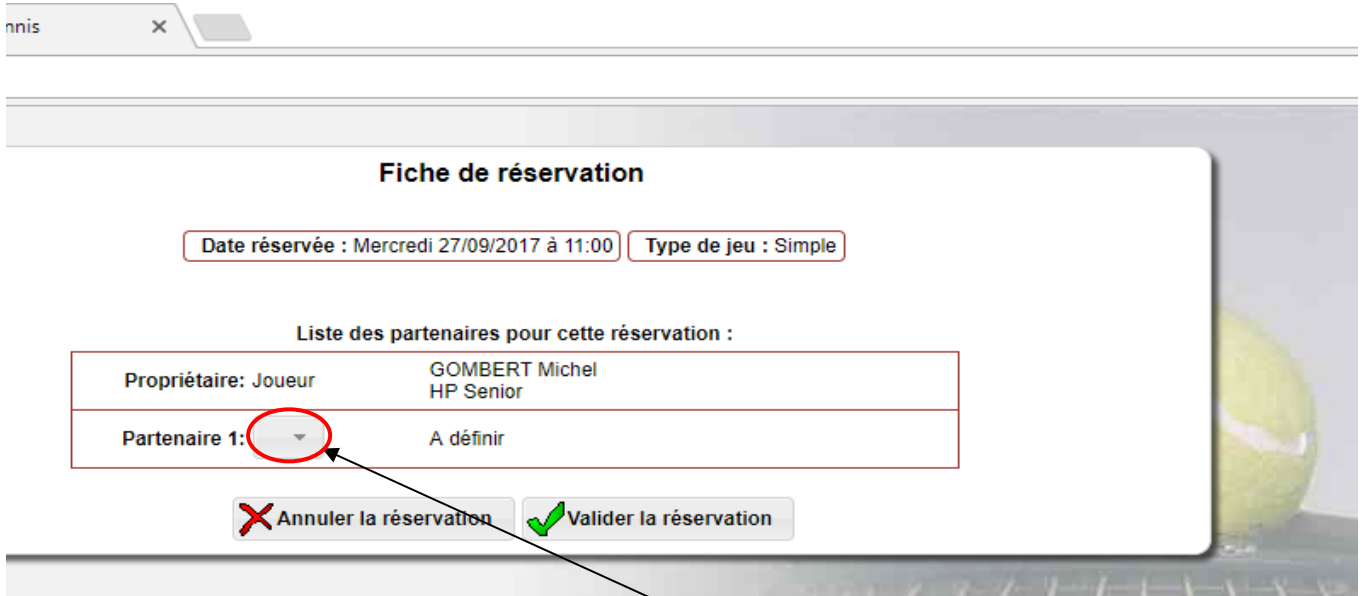 nnis
Fiche de réservation
Date réservée : Mercredi 27/09/2017 à 11:00 Type de jeu : Simple
Liste des partenaires pour cette réservation :
Propriétaire: Joueur GOMBERT Michel
HP Senior
Partenaire 1: A définir
Annuler la réservation Valider la réservation